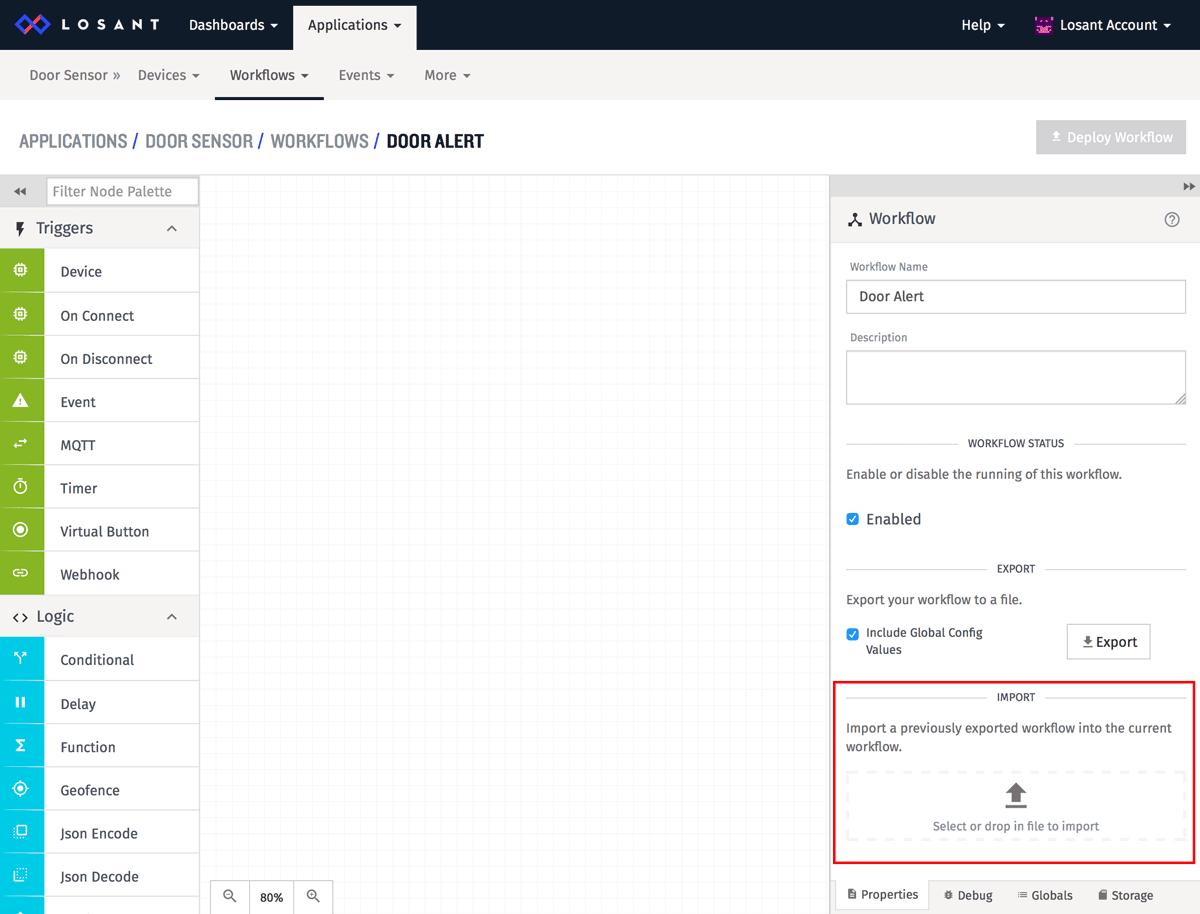 LOSANT Dashboards Applications Help Losant Account
Door Sensor » Devices Workflows Events More
APPLICATIONS / DOOR SENSOR / WORKFLOWS / DOOR ALERT
Deploy Workflow
Filter Node Palette
Triggers
Device
On Connect
On Disconnect
Event
MQTT
Timer
Virtual Button
Webhook
Logic
Conditional
Delay
Function
Geofence
Json Encode
Json Decode
80%
Workflow
Workflow Name
Door Alert
Description
WORKFLOW STATUS
Enable or disable the running of this workflow.
Enabled
EXPORT
Export your workflow to a file.
Include Global Config
Values
Export
IMPORT
Import a previously exported workflow into the current
workflow.
Select or drop in file to import
Properties Debug Globals Storage